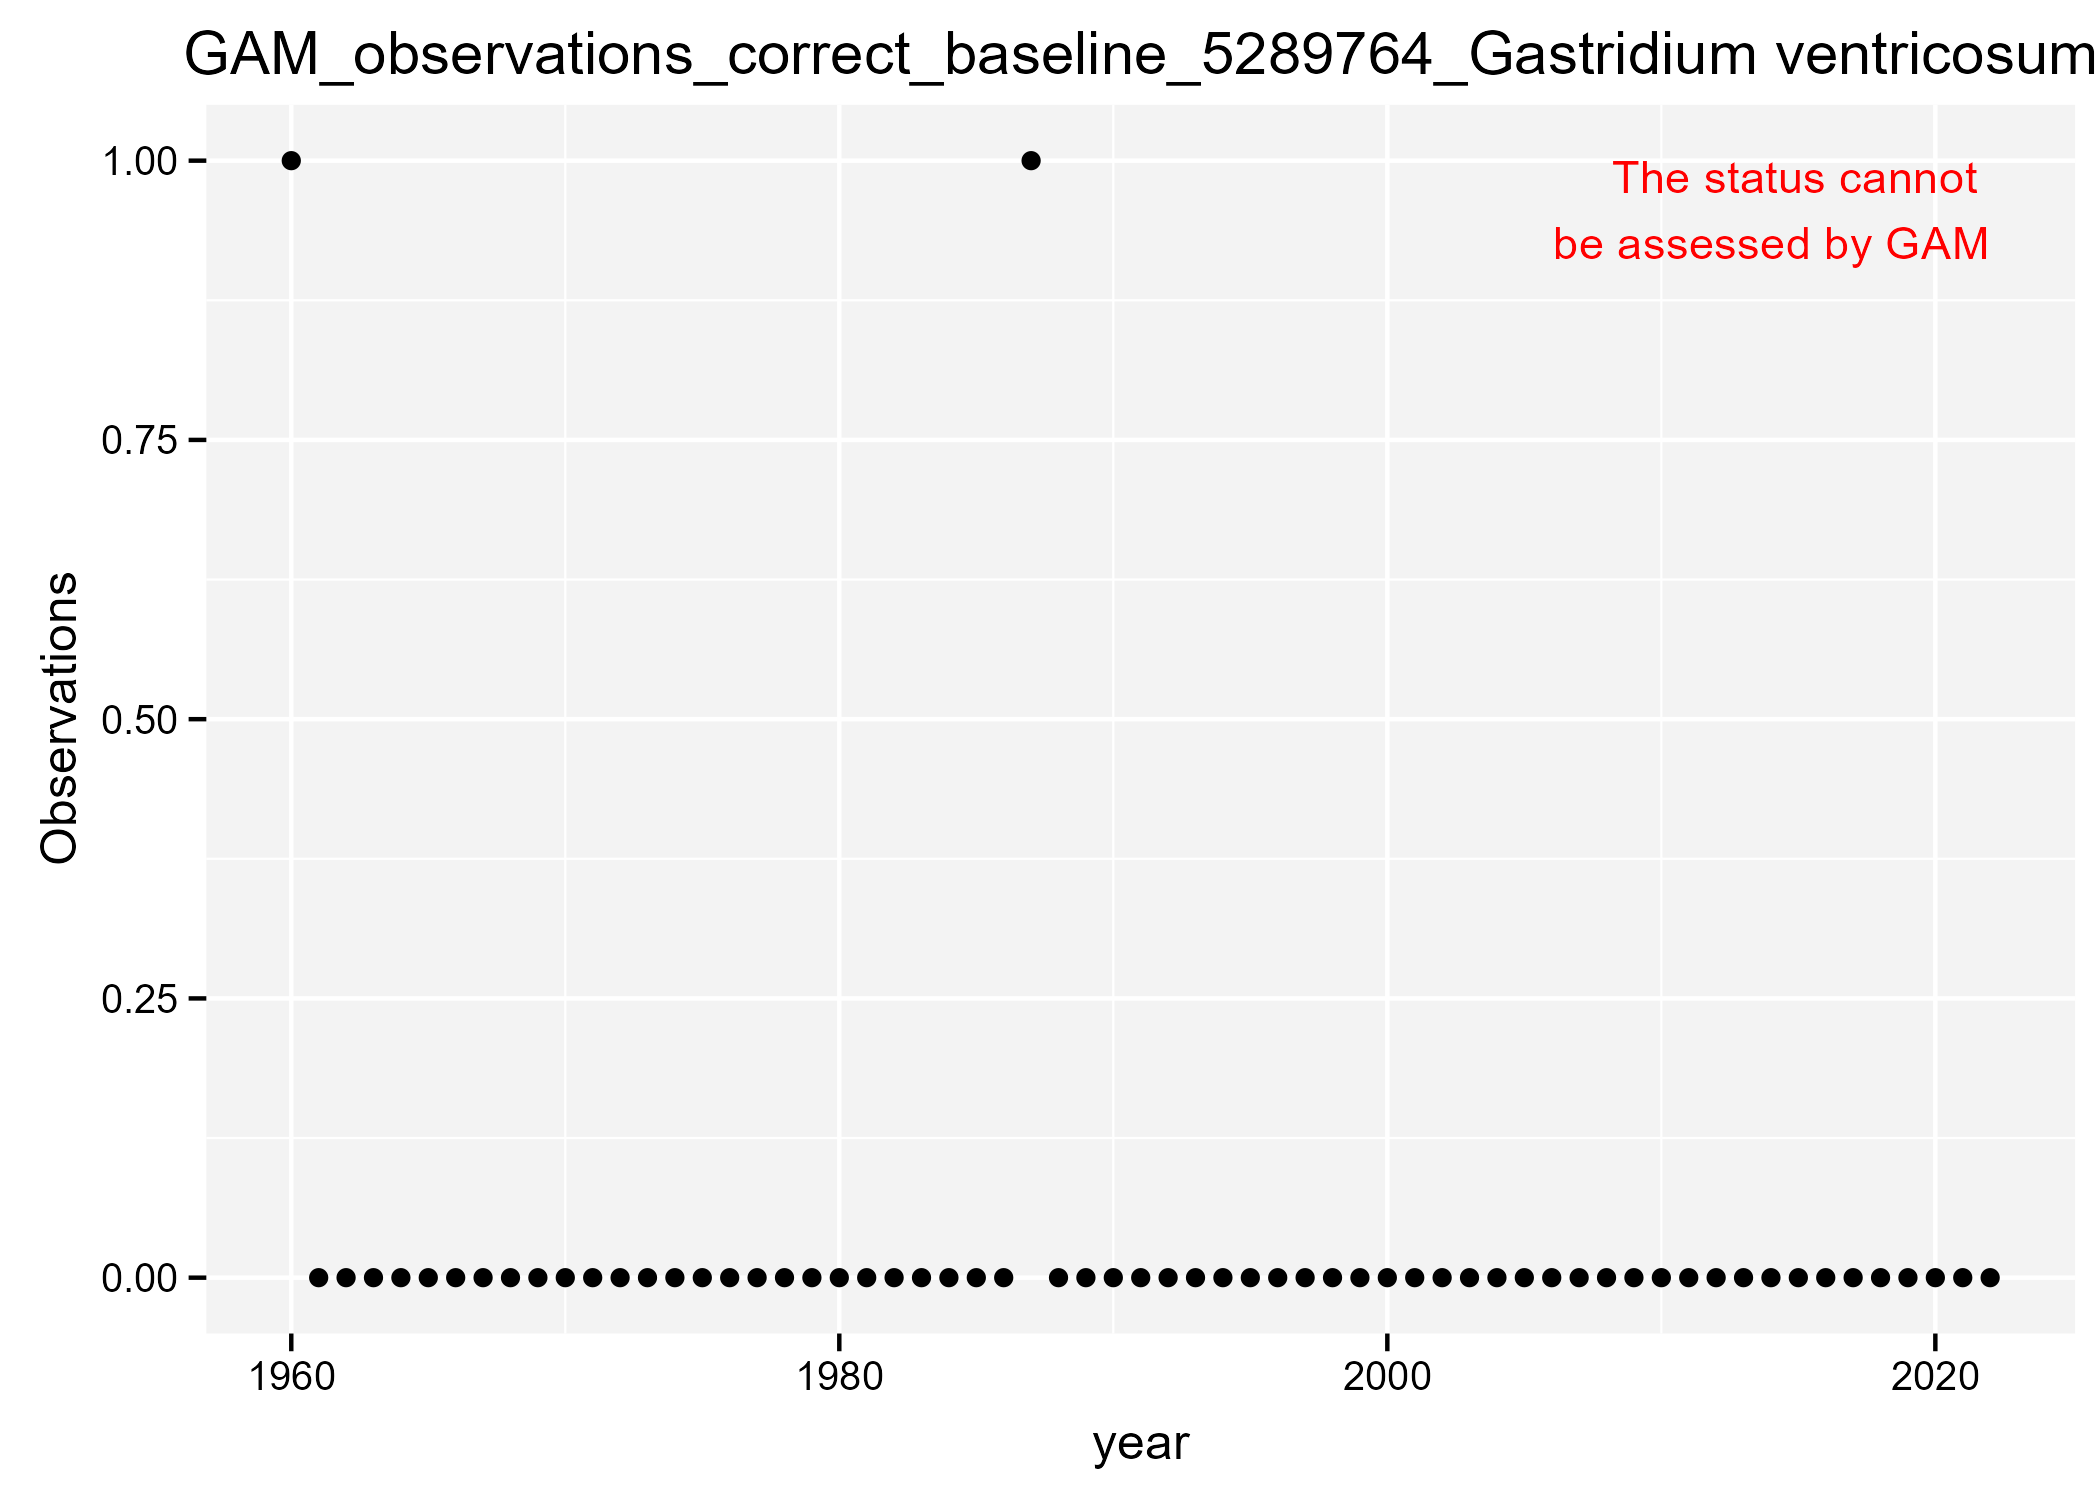 GAM_observations_correct_baseline_5289764_Gastridium ventricosum
1.00
The status cannot
be assessed by GAM
0.75
0.50
0.25
0.00
Observations
1960 1980 2000 2020
year